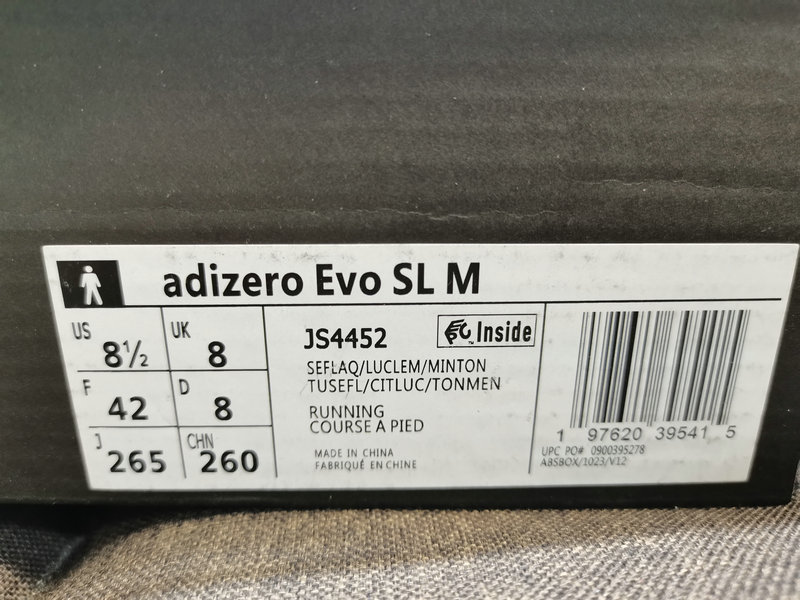 adizero Evo SL M
US 8½ UK 8
F 42 D 8
J 265 CHN 260
JS4452 Inside
SEFLAQ/LUCLEM/MINTON
TUSEFL/CITLUC/TONMEN
RUNNING
COURSE A PIED
MADE IN CHINA
FABRIQUÉ EN CHINE
1 97620 39541 5
UPC PO# 0900395278
ABSBOX/1023/V12